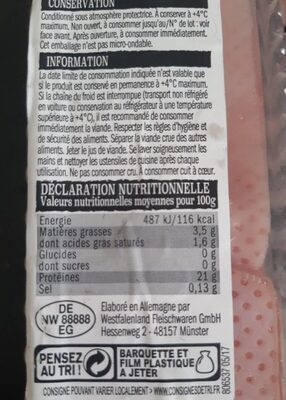 CONSERVATION
Conditionné sous atmosphère protectrice. A conserver à +4°C
maximum. Non ouvert, à consommer jusqu'au/N° de lot : voir
face avant. Après ouverture, à consommer immédiatement.
Cet emballage n'est pas micro-ondable.
INFORMATION
La date limite de consommation indiquée n'est valable que
si le produit est conservé en permanence à +4°C maximum.
Si la chaîne du froid est interrompue (transport non réfrigéré
en voiture ou conservation au réfrigérateur à une température
supérieure à +4°C), il est recommandé de consommer
immédiatement la viande. Respecter les règles d'hygiène et
de sécurité des aliments. Séparer la viande crue des autres
aliments. Jeter le jus de viande. Se laver soigneusement les
mains et nettoyer les ustensiles de cuisine après chaque
utilisation. Ne pas consommer cru. À consommer cuit à cœur.
DÉCLARATION NUTRITIONNELLE
Valeurs nutritionnelles moyennes pour 100g
Energie 487 kJ/116 kcal
Matières grasses 3,5 g
dont acides gras saturés 1,6 g
Glucides 0 g
dont sucres 0 g
Protéines 21 g
Sel 0,13 g
DE
NW 88888
EG
Elaboré en Allemagne par
Westfalenland Fleischwaren GmbH
Hessenweg 2 - 48157 Münster
PENSEZ
AU TRI !
BARQUETTE ET
FILM PLASTIQUE
A JETER
CONSIGNE POUVANT VARIER LOCALEMENT > WWW.CONSIGNESDETRI.FR
806537 05/17